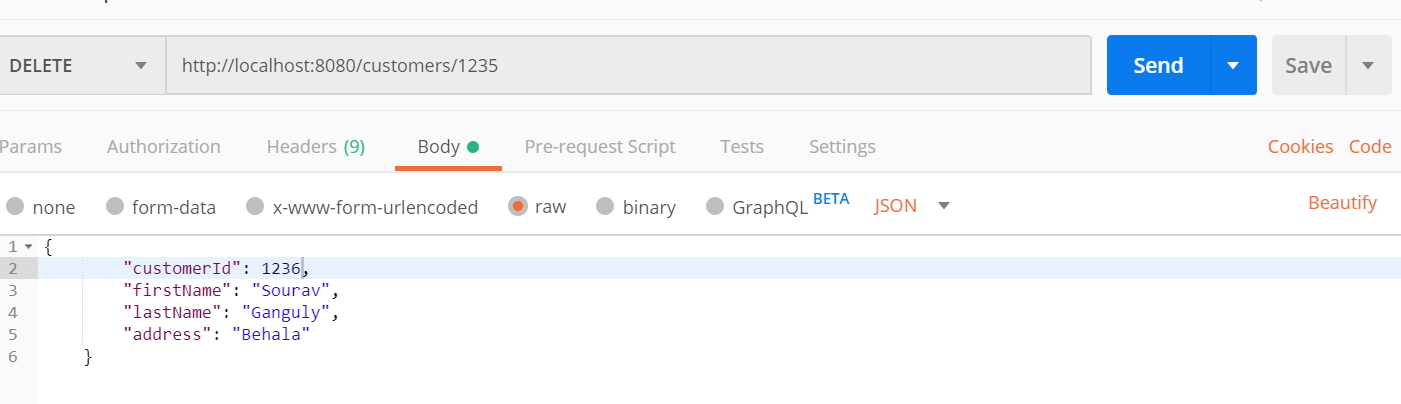 DELETE http://localhost:8080/customers/1235 Send Save
Params Authorization Headers (9) Body Pre-request Script Tests Settings Cookies Code
none form-data x-www-form-urlencoded raw binary GraphQL BETA JSON Beautify
1 {
2 "customerId": 1236,
3 "firstName": "Sourav",
4 "lastName": "Ganguly",
5 "address": "Behala"
6 }